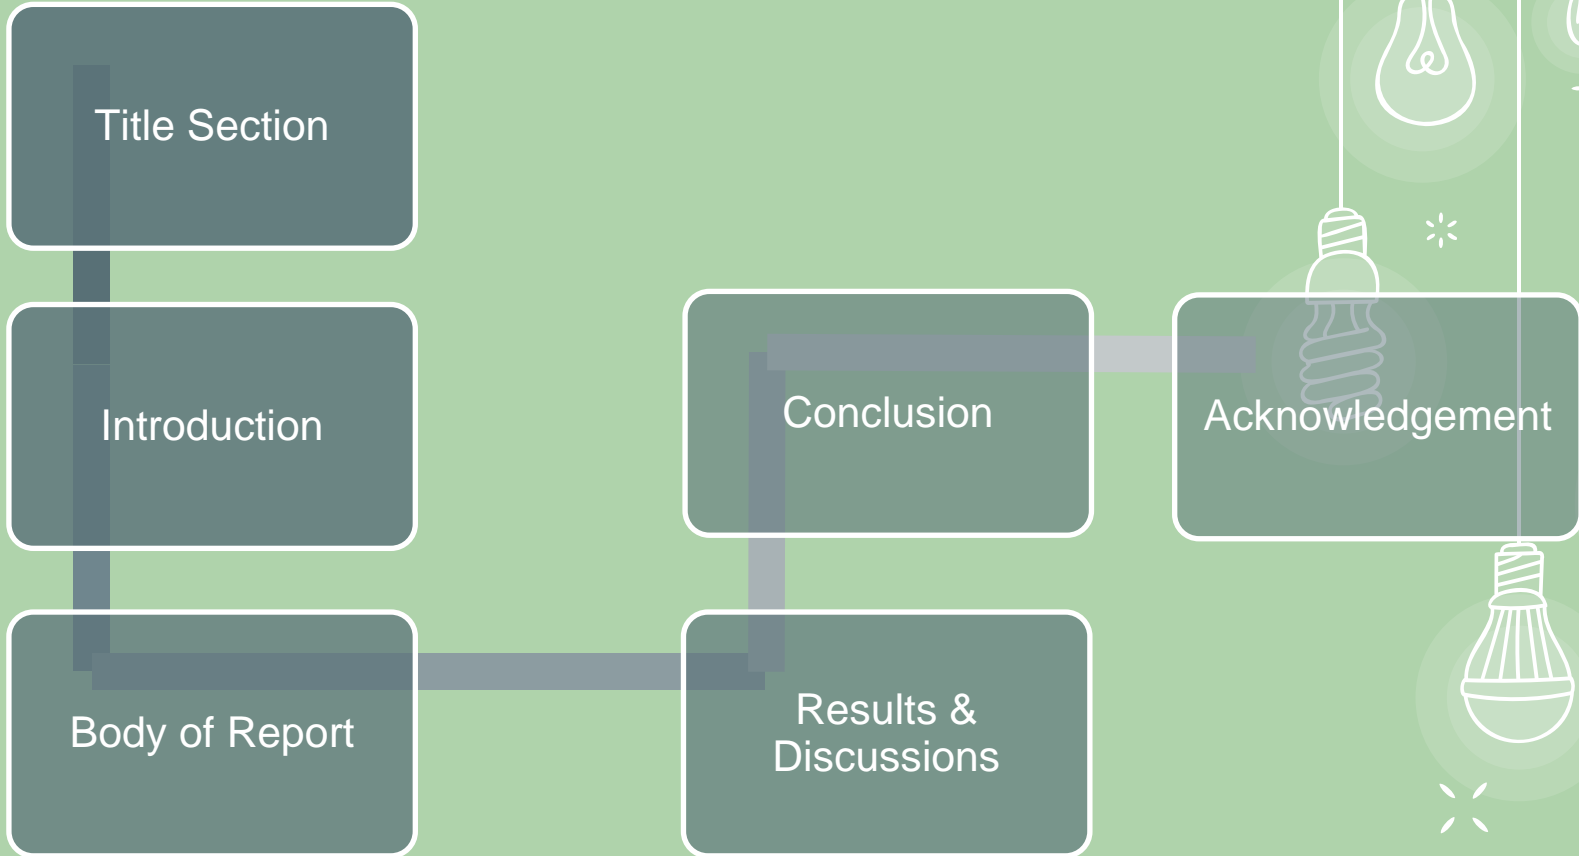 Title Section
Introduction
Body of Report
Results &
Discussions
Conclusion
Acknowledgement